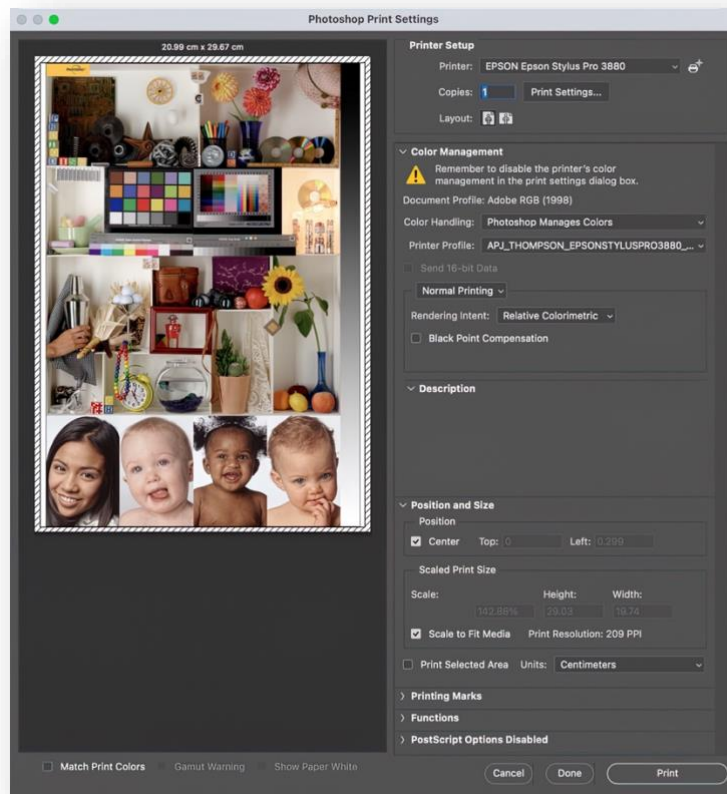 Photoshop Print Settings
20.99 cm x 29.67 cm
Printer Setup
Printer: EPSON Epson Stylus Pro 3880
Copies: 1 Print Settings...
Layout:
Color Management
Remember to disable the printer's color
management in the print settings dialog box.
Document Profile: Adobe RGB (1998)
Color Handling: Photoshop Manages Colors
Printer Profile: APJ_THOMPSON_EPSONSTYLUSPRO3880_...
Send 16-bit Data
Normal Printing
Rendering Intent: Relative Colorimetric
Black Point Compensation
Description
Position and Size
Position
Center Top: 0 Left: 0.299
Scaled Print Size
Scale: Height: Width:
142.86% 29.03 19.74
Scale to Fit Media Print Resolution: 209 PPI
Print Selected Area Units: Centimeters
Printing Marks
Functions
PostScript Options Disabled
Match Print Colors Gamut Warning Show Paper White
Cancel Done Print